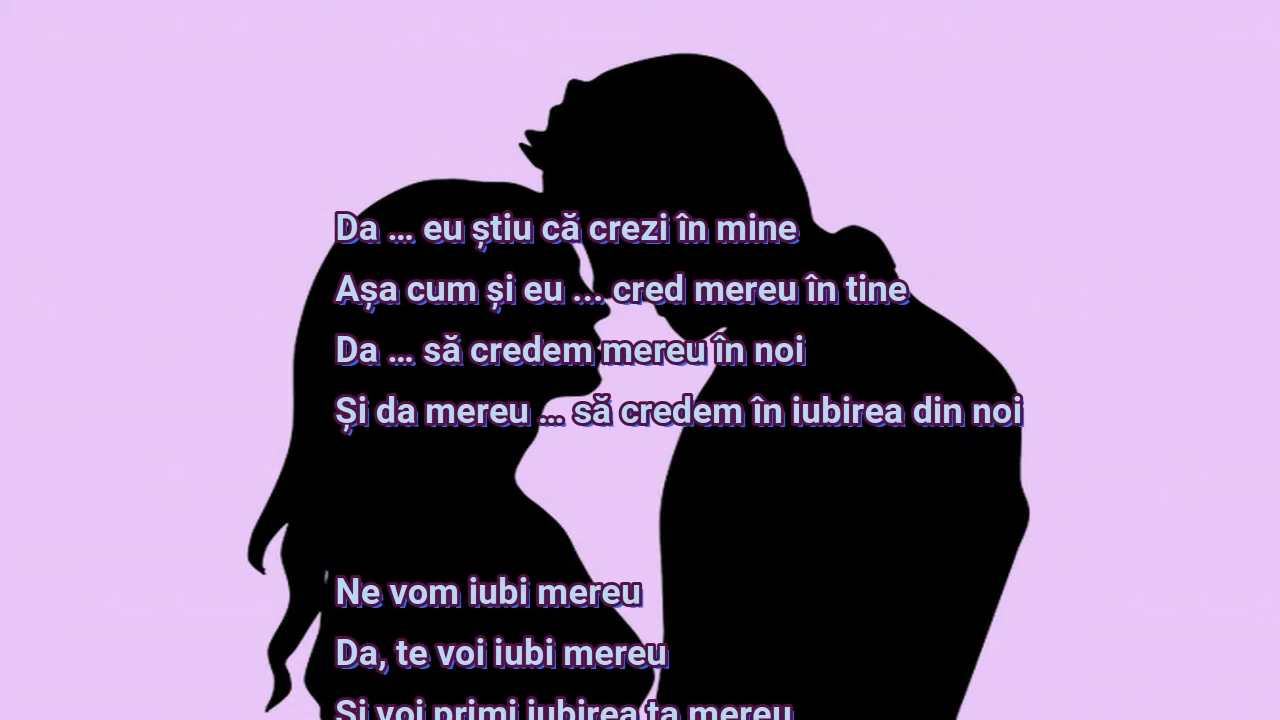 Da ... eu știu că crezi în mine
Așa cum și eu ... cred mereu în tine
Da ... să credem mereu în noi
Și da mereu ... să credem în iubirea din noi
Ne vom iubi mereu
Da, te voi iubi mereu
Și voi primi iubirea ta mereu